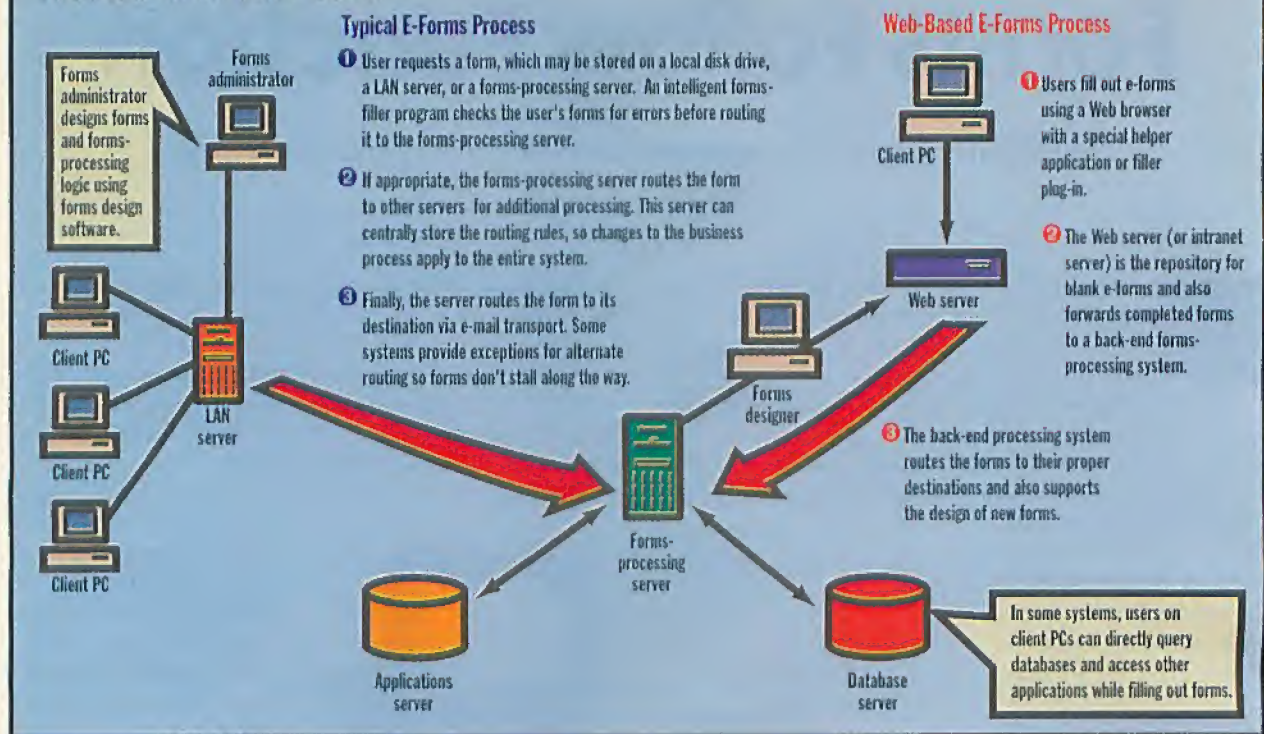 Typical E-Forms Process
❶ User requests a form, which may be stored on a local disk drive,
a LAN server, or a forms-processing server. An intelligent forms-
filler program checks the user's forms for errors before routing
it to the forms-processing server.
❷ If appropriate, the forms-processing server routes the form
to other servers for additional processing. This server can
centrally store the routing rules, so changes to the business
process apply to the entire system.
❸ Finally, the server routes the form to its
destination via e-mail transport. Some
systems provide exceptions for alternate
routing so forms don't stall along the way.
Forms
administrator
designs forms
and forms-
processing
logic using
forms design
software.
Forms
administrator
Client PC
Client PC
Client PC
LAN
server
Web-Based E-Forms Process
❶ Users fill out e-forms
using a Web browser
with a special helper
application or filler
plug-in.
Client PC
❷ The Web server (or intranet
server) is the repository for
blank e-forms and also
forwards completed forms
to a back-end forms-
processing system.
Web server
Forms
designer
❸ The back-end processing system
routes the forms to their proper
destinations and also supports
the design of new forms.
Forms-
processing
server
Applications
server
Database
server
In some systems, users on
client PCs can directly query
databases and access other
applications while filling out forms.